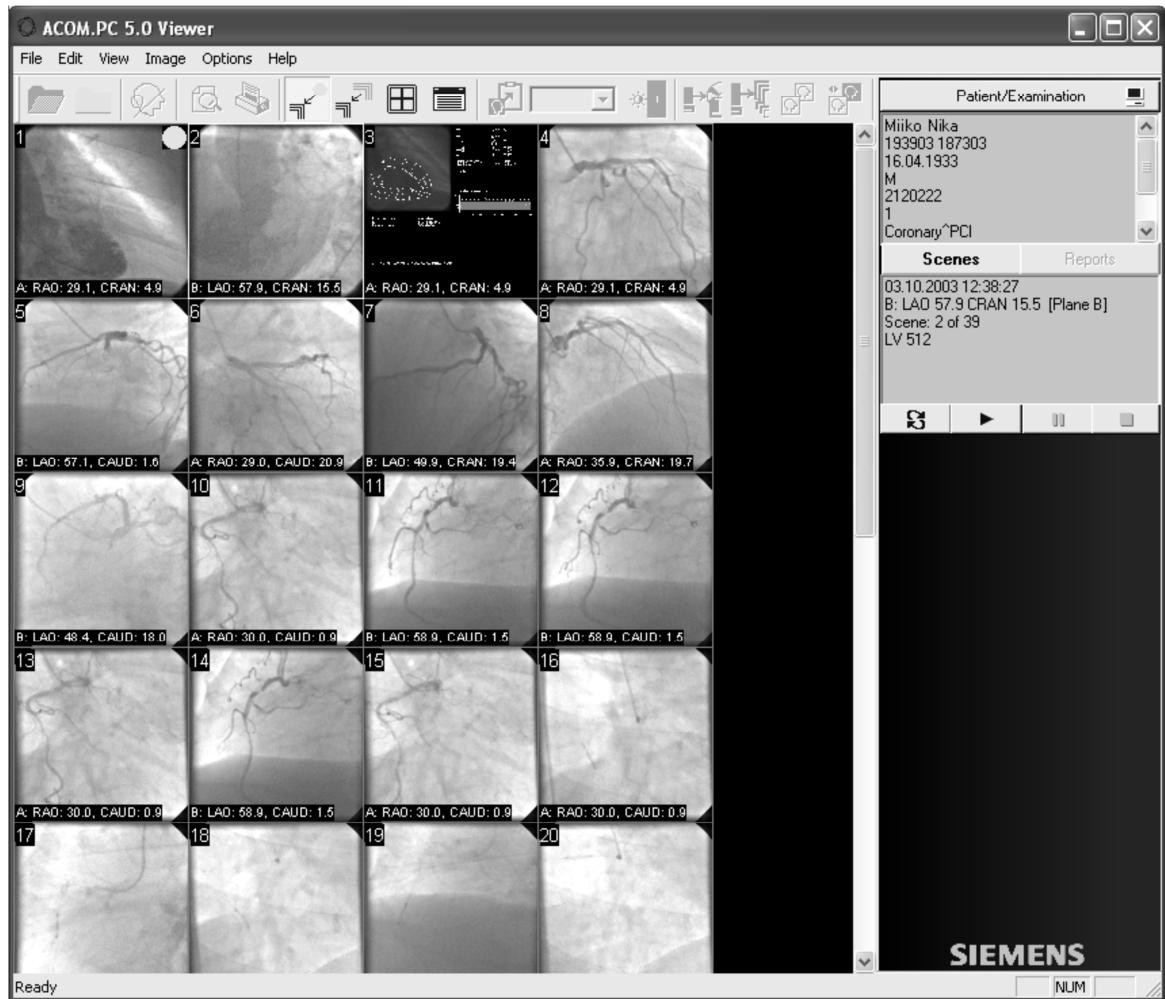 ACOM.PC 5.0 Viewer
File Edit View Image Options Help
Patient/Examination
Miiko Nika
193903 187303
16.04.1933
M
2120222
1
Coronary^PCI
Scenes Reports
03.10.2003 12:38:27
B: LAO 57.9 CRAN 15.5 [Plane B]
Scene: 2 of 39
LV 512
1 2 3 4
A: RAO: 29.1, CRAN: 4.9 B: LAO: 57.9, CRAN: 15.5 A: RAO: 29.1, CRAN: 4.9 A: RAO: 29.1, CRAN: 4.9
5 6 7 8
B: LAO: 57.1, CAUD: 1.6 A: RAO: 29.0, CAUD: 20.9 B: LAO: 49.9, CRAN: 19.4 A: RAO: 35.9, CRAN: 19.7
9 10 11 12
B: LAO: 48.4, CAUD: 18.0 A: RAO: 30.0, CAUD: 0.9 B: LAO: 58.9, CAUD: 1.5 B: LAO: 58.9, CAUD: 1.5
13 14 15 16
A: RAO: 30.0, CAUD: 0.9 B: LAO: 58.9, CAUD: 1.5 A: RAO: 30.0, CAUD: 0.9 A: RAO: 30.0, CAUD: 0.9
17 18 19 20
SIEMENS
Ready NUM